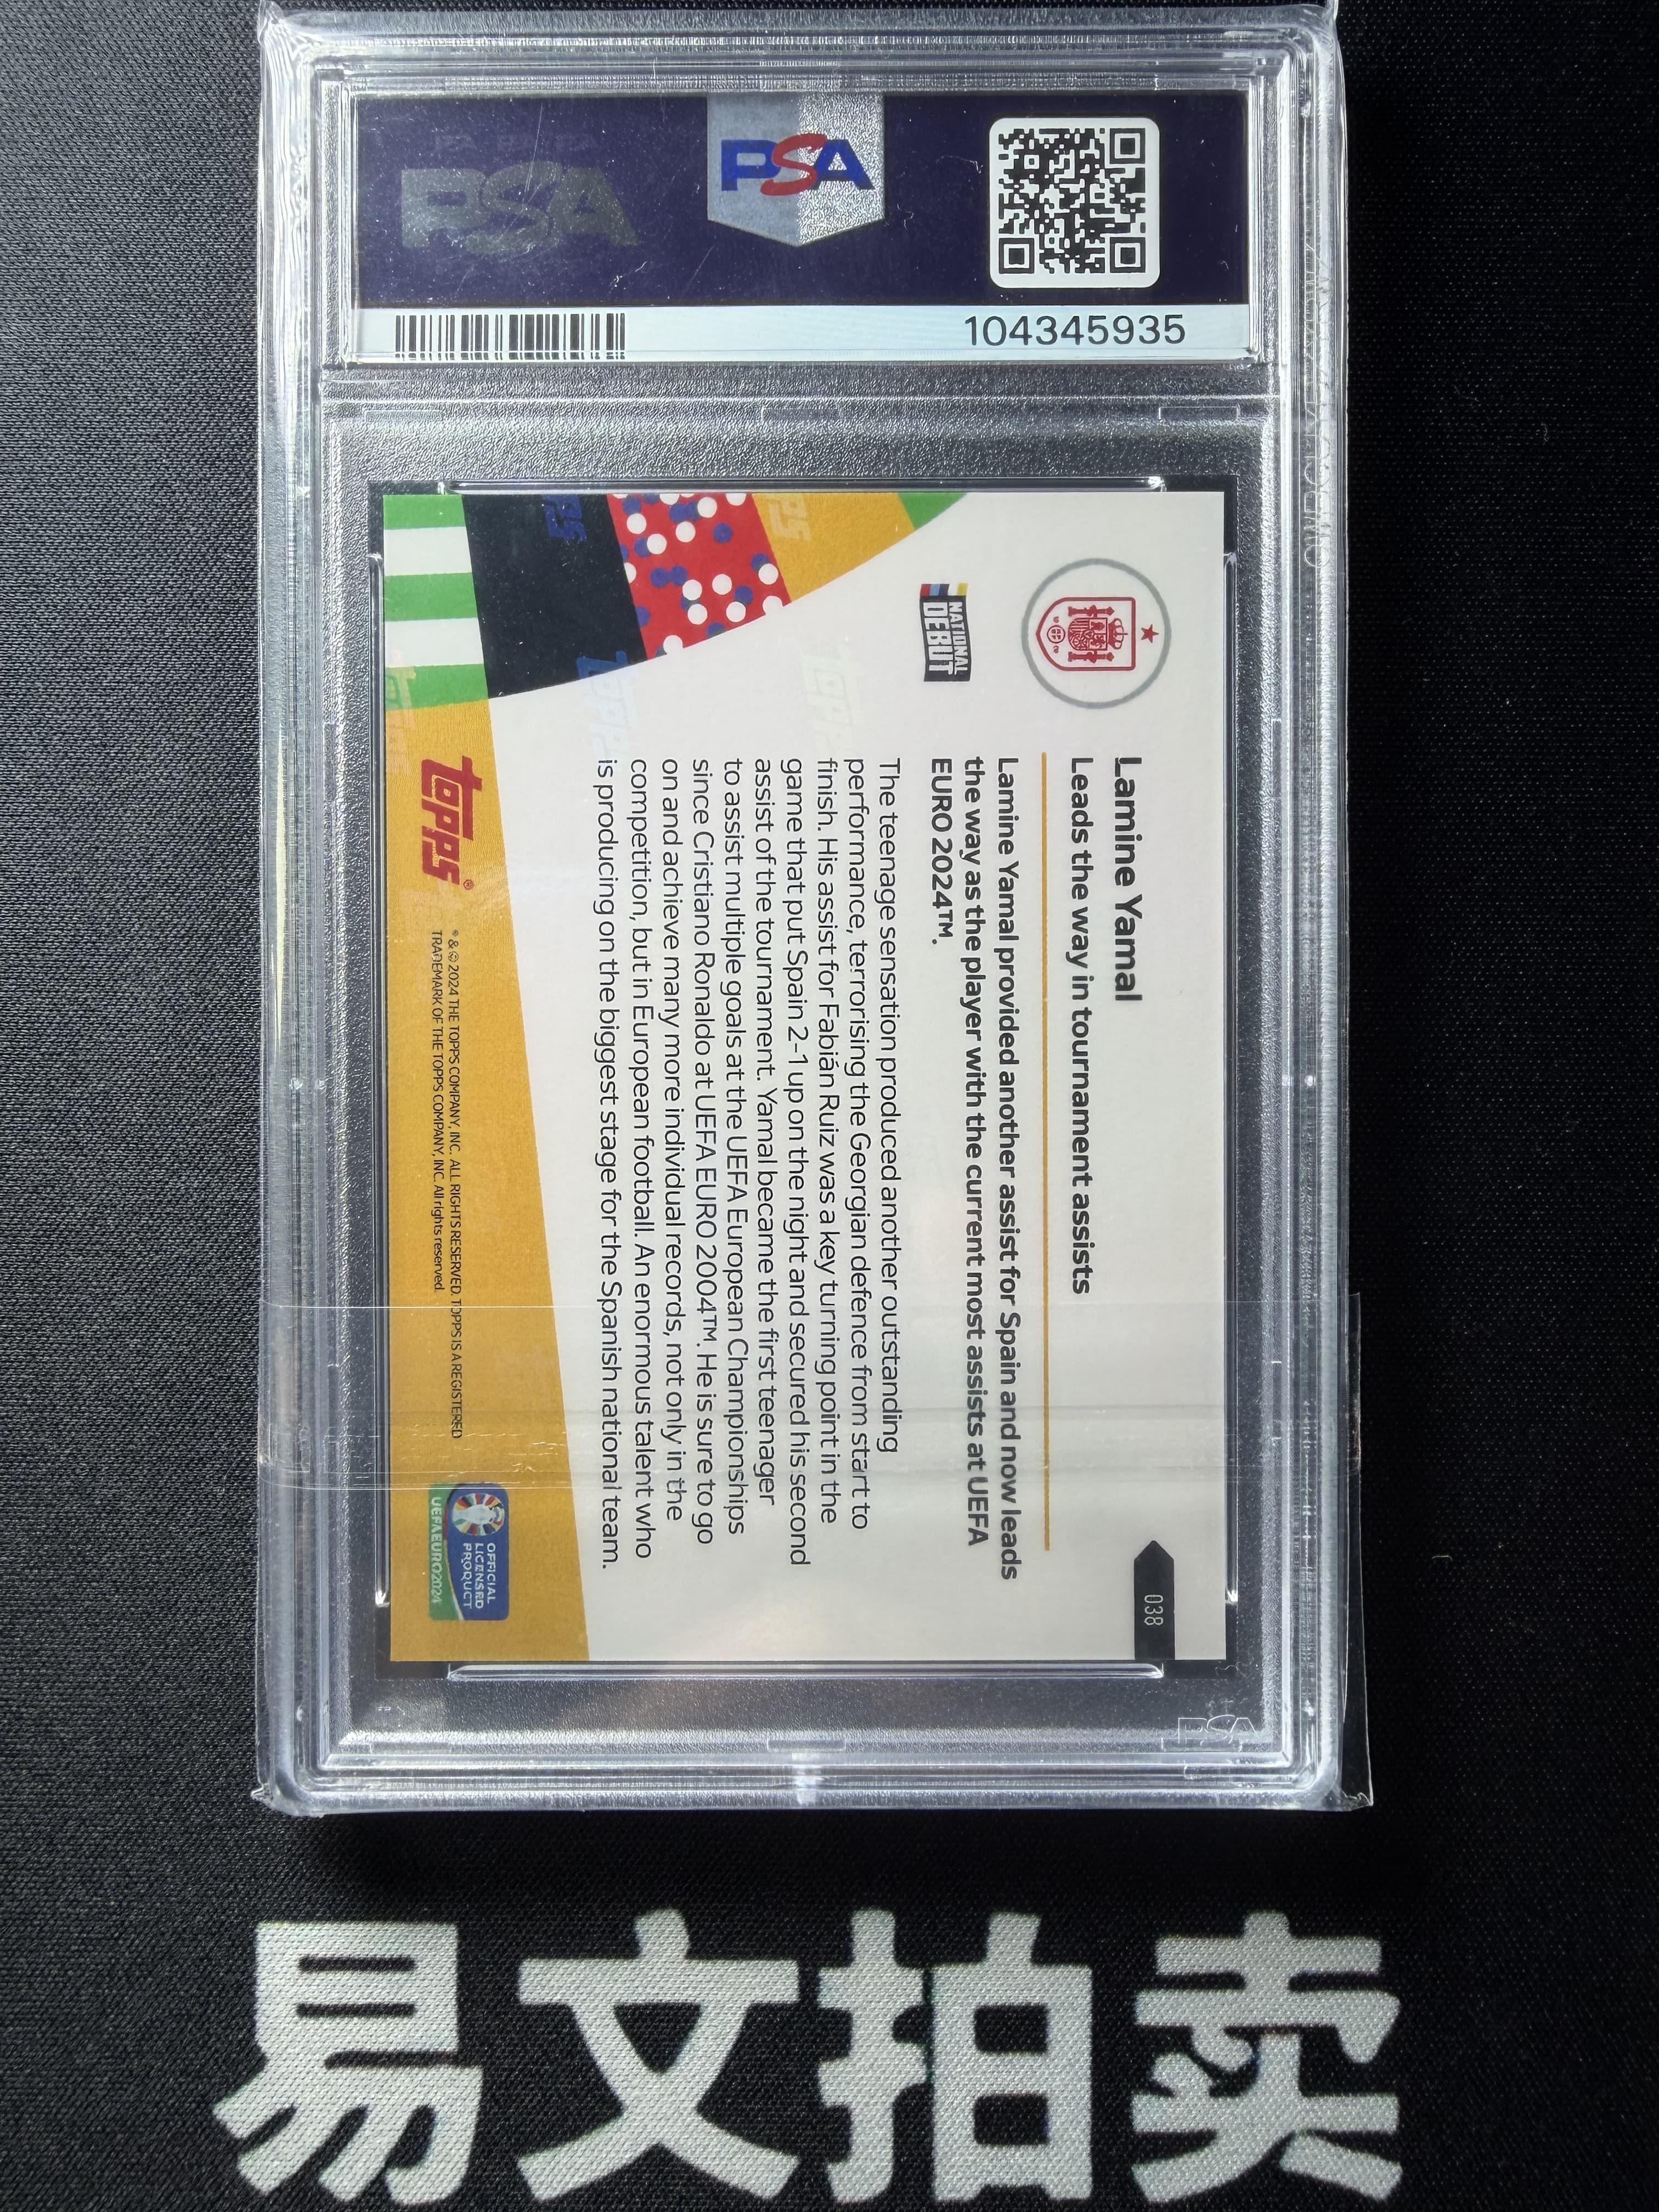 PSA
PSA
104345935
Lamine Yamal
Leads the way in tournament assists
038
NATIONAL
DEBUT
Lamine Yamal provided another assist for Spain and now leads
the way as the player with the current most assists at UEFA
EURO 2024™.
The teenage sensation produced another outstanding
performance, terrorising the Georgian defence from start to
finish. His assist for Fabián Ruiz was a key turning point in the
game that put Spain 2-1 up on the night and secured his second
assist of the tournament. Yamal became the first teenager
to assist multiple goals at the UEFA European Championships
since Cristiano Ronaldo at UEFA EURO 2004™. He is sure to go
on and achieve many more individual records, not only in the
competition, but in European football. An enormous talent who
is producing on the biggest stage for the Spanish national team.
topps®
® & © 2024 THE TOPPS COMPANY, INC. ALL RIGHTS RESERVED. TOPPS IS A REGISTERED
TRADEMARK OF THE TOPPS COMPANY, INC. All rights reserved.
OFFICIAL
LICENSED
PRODUCT
UEFA EURO2024
PSA
易文拍卖